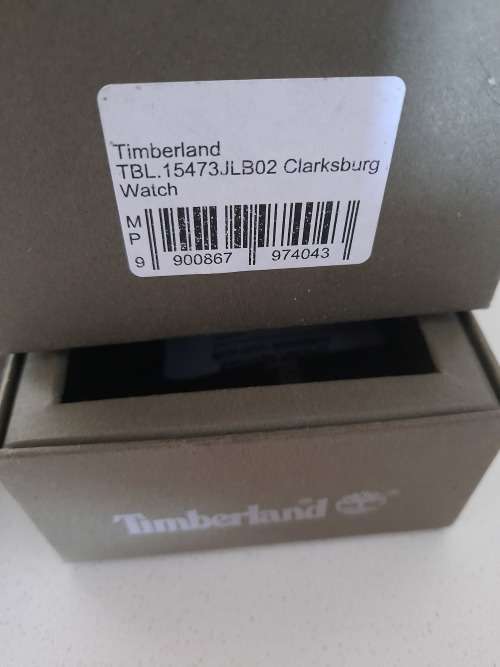 Timberland
TBL.15473JLB02 Clarksburg
Watch
M
P
9 900867 974043
Timberland